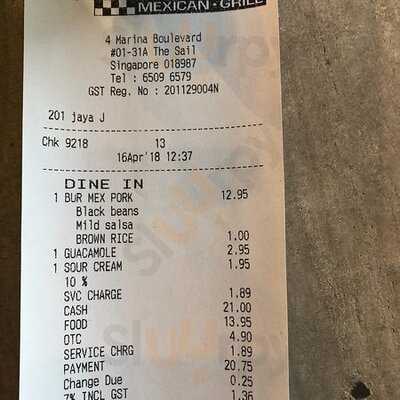 MEXICAN · GRILL
4 Marina Boulevard
#01-31A The Sail
Singapore 018987
Tel : 6509 6579
GST Reg. No : 201129004N
201 jaya J
Chk 9218 13
16Apr'18 12:37
DINE IN
1 BUR MEX PORK 12.95
Black beans
Mild salsa
BROWN RICE 1.00
1 GUACAMOLE 2.95
1 SOUR CREAM 1.95
10 %
SVC CHARGE 1.89
CASH 21.00
FOOD 13.95
OTC 4.90
SERVICE CHRG 1.89
PAYMENT 20.75
Change Due 0.25
7% INCL GST 1.36